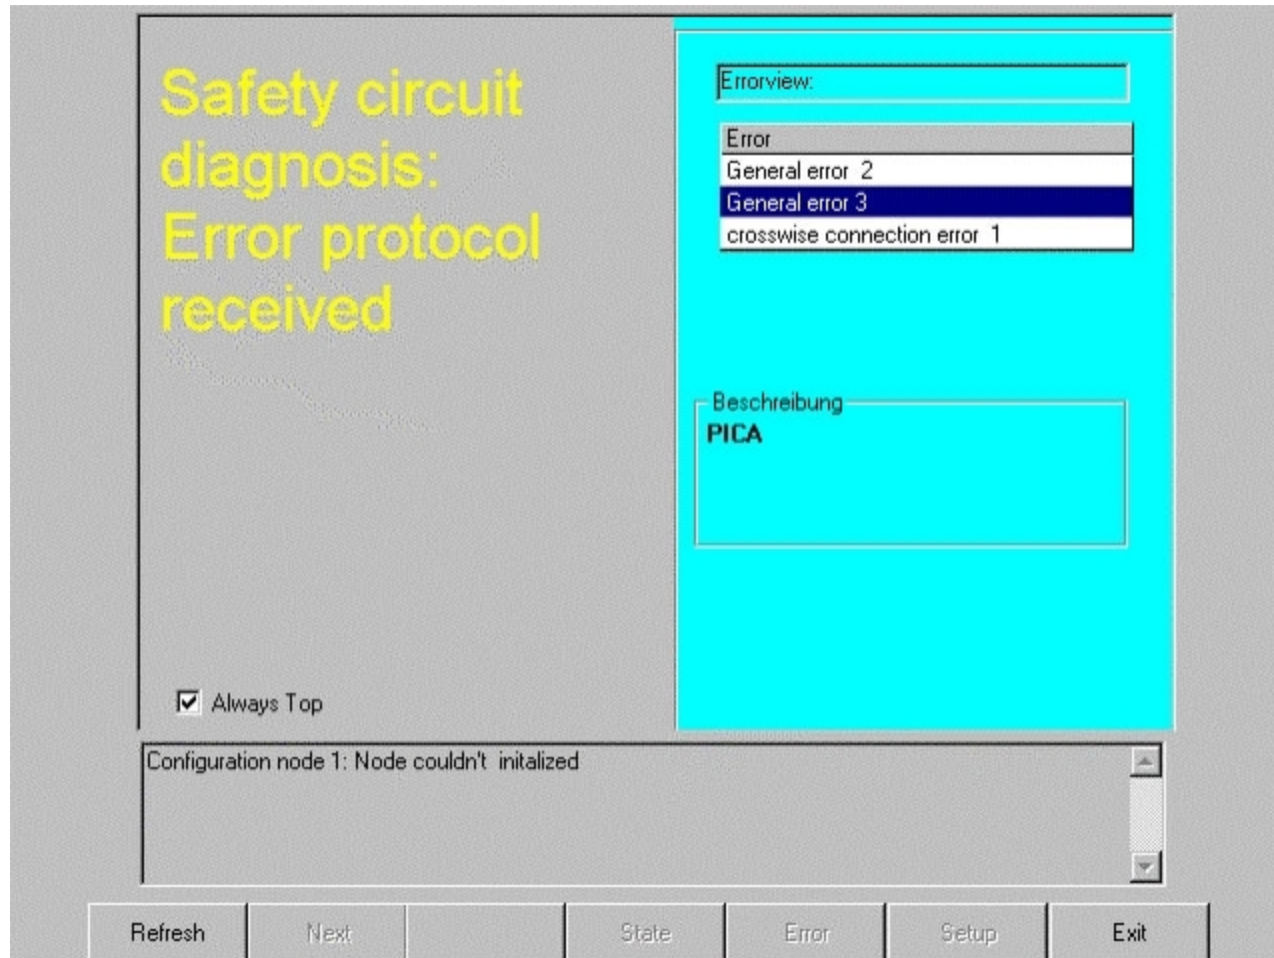 Safety circuit
diagnosis:
Error protocol
received
Always Top
Errorview:
Error
General error  2
General error 3
crosswise connection error  1
Beschreibung
PICA
Configuration node 1: Node couldn't  initalized
Refresh
Next
State
Error
Setup
Exit